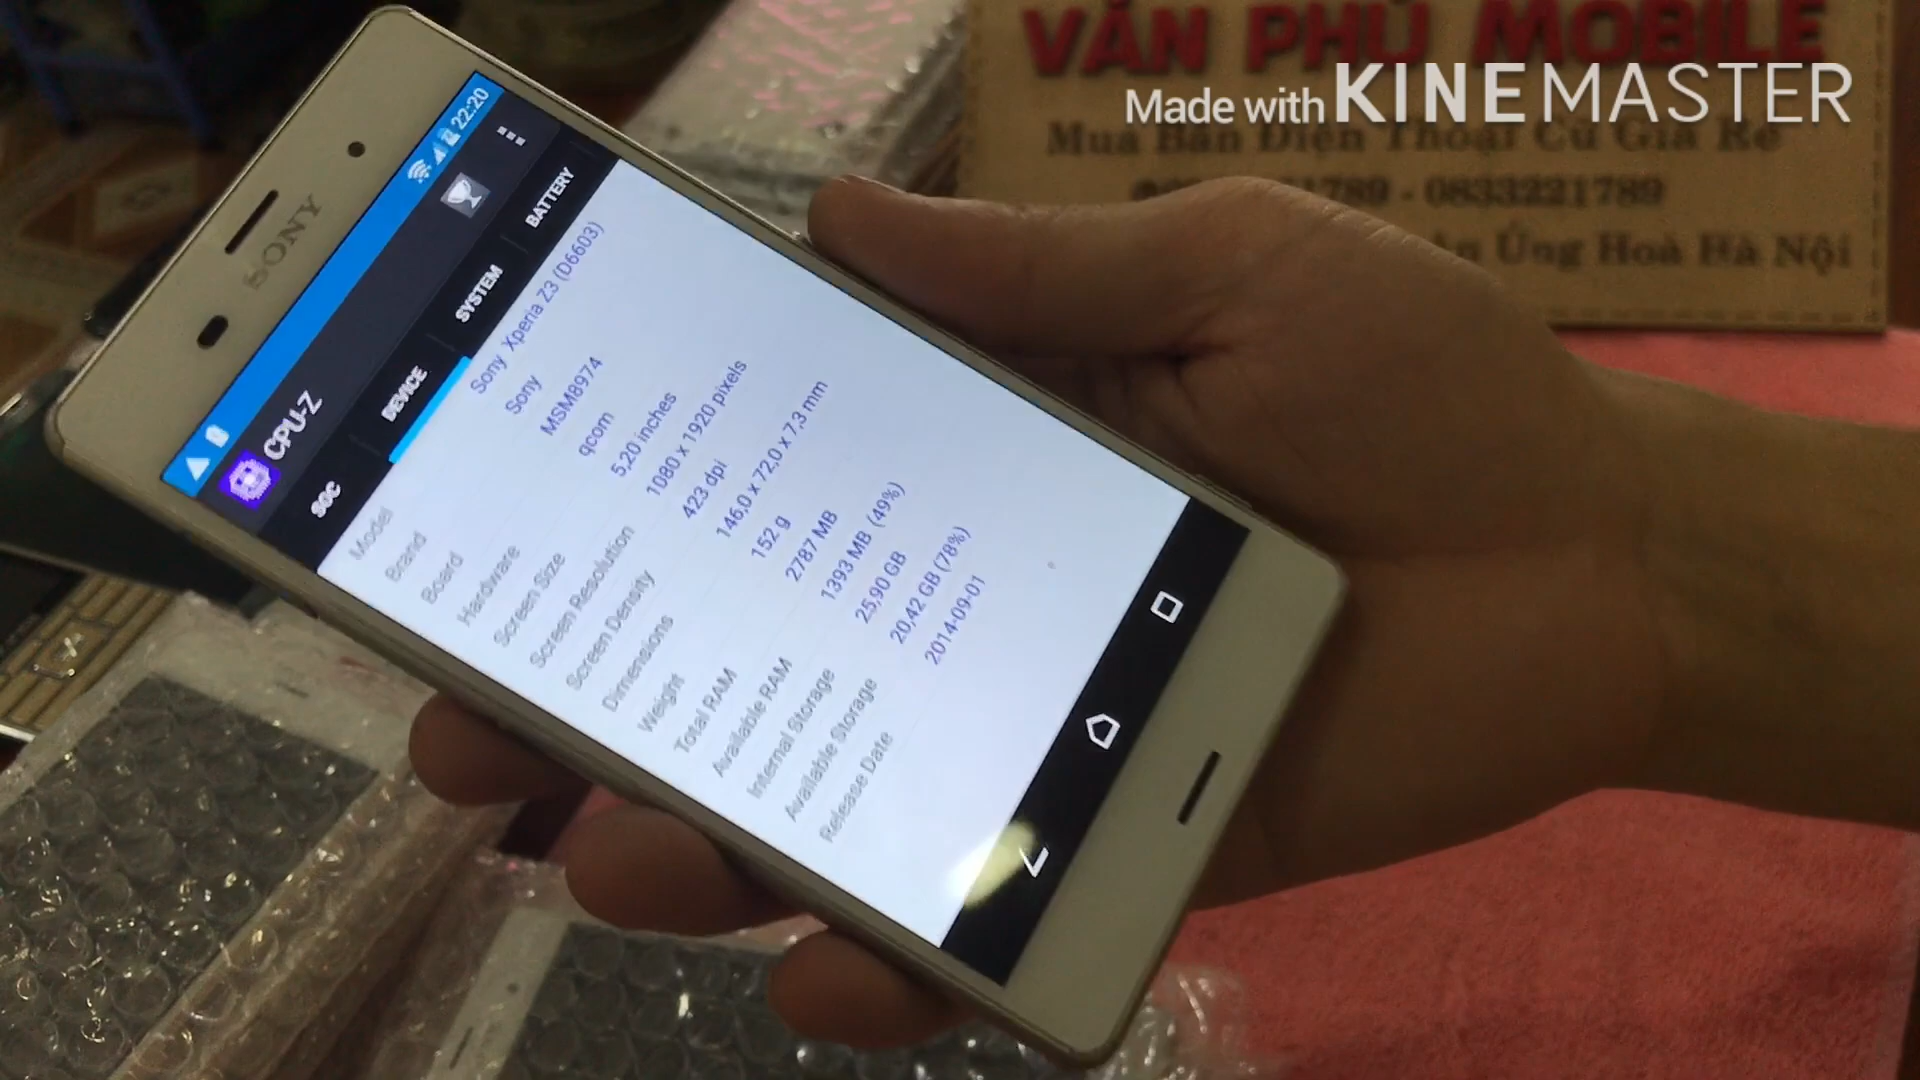 VĂN PHÚ MOBILE
Made with KINEMASTER
Mua Bán Điện Thoại Cũ Giá Rẻ
1789 - 0833221789
Ứng Hoà Hà Nội
SONY
22:20
CPU-Z
SOC DEVICE SYSTEM BATTERY
Model Sony Xperia Z3 (D6603)
Brand Sony
Board MSM8974
Hardware qcom
Screen Size 5,20 inches
Screen Resolution 1080 x 1920 pixels
Screen Density 423 dpi
Dimensions 146,0 x 72,0 x 7,3 mm
Weight 152 g
Total RAM 2787 MB
Available RAM 1393 MB (49%)
Internal Storage 25,90 GB
Available Storage 20,42 GB (78%)
Release Date 2014-09-01